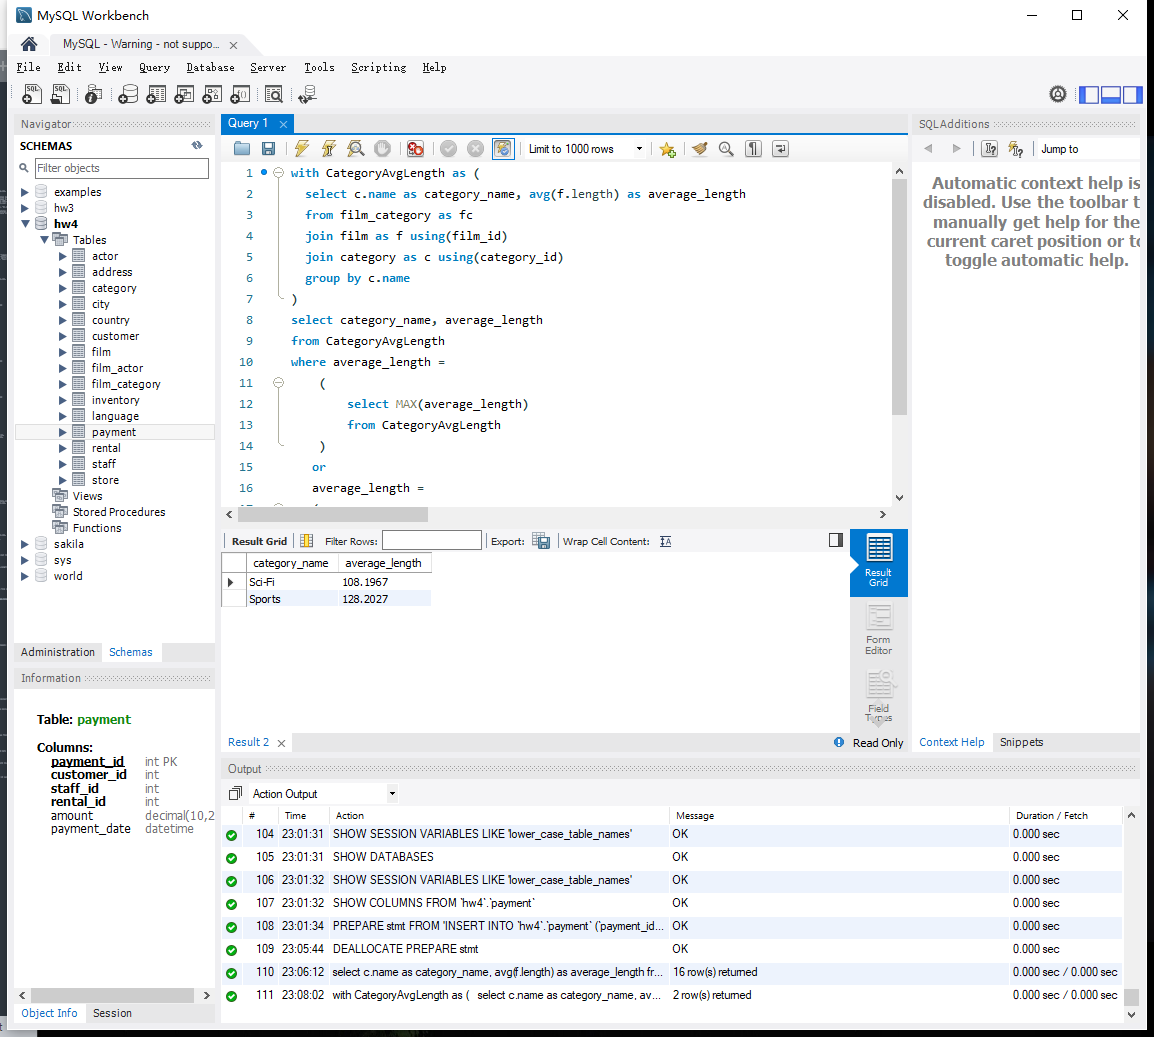 MySQL Workbench
MySQL - Warning - not suppo...
File Edit View Query Database Server Tools Scripting Help
Navigator
SCHEMAS
Filter objects
examples
hw3
hw4
Tables
actor
address
category
city
country
customer
film
film_actor
film_category
inventory
language
payment
rental
staff
store
Views
Stored Procedures
Functions
sakila
sys
world
Administration Schemas
Information
Table: payment
Columns:
payment_id int PK
customer_id int
staff_id int
rental_id int
amount decimal(10,2
payment_date datetime
Object Info Session
Query 1
Limit to 1000 rows
1 with CategoryAvgLength as (
2 select c.name as category_name, avg(f.length) as average_length
3 from film_category as fc
4 join film as f using(film_id)
5 join category as c using(category_id)
6 group by c.name
7 )
8 select category_name, average_length
9 from CategoryAvgLength
10 where average_length =
11 (
12 select MAX(average_length)
13 from CategoryAvgLength
14 )
15 or
16 average_length =
Result Grid Filter Rows: Export: Wrap Cell Content:
category_name average_length
Sci-Fi 108.1967
Sports 128.2027
Result
Grid
Form
Editor
Field
Types
Result 2
Read Only
SQLAdditions
Jump to
Automatic context help is
disabled. Use the toolbar t
manually get help for the
current caret position or to
toggle automatic help.
Context Help Snippets
Output
Action Output
# Time Action Message Duration / Fetch
104 23:01:31 SHOW SESSION VARIABLES LIKE 'lower_case_table_names' OK 0.000 sec
105 23:01:31 SHOW DATABASES OK 0.000 sec
106 23:01:32 SHOW SESSION VARIABLES LIKE 'lower_case_table_names' OK 0.000 sec
107 23:01:32 SHOW COLUMNS FROM `hw4`.`payment` OK 0.000 sec
108 23:01:34 PREPARE stmt FROM 'INSERT INTO `hw4`.`payment` (`payment_id... OK 0.000 sec
109 23:05:44 DEALLOCATE PREPARE stmt OK 0.000 sec
110 23:06:12 select c.name as category_name, avg(f.length) as average_length fr... 16 row(s) returned 0.000 sec / 0.000 sec
111 23:08:02 with CategoryAvgLength as ( select c.name as category_name, av... 2 row(s) returned 0.000 sec / 0.000 sec